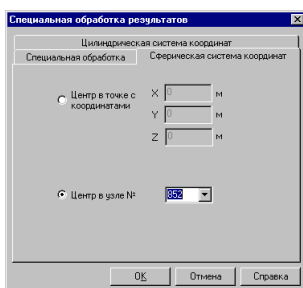 Специальная обработка результатов
Цилиндрическая система координат
Специальная обработка
Сферическая система координат
Центр в точке с
координатами
X 0 м
Y 0 м
Z 0 м
Центр в узле №
852
OK
Отмена
Справка